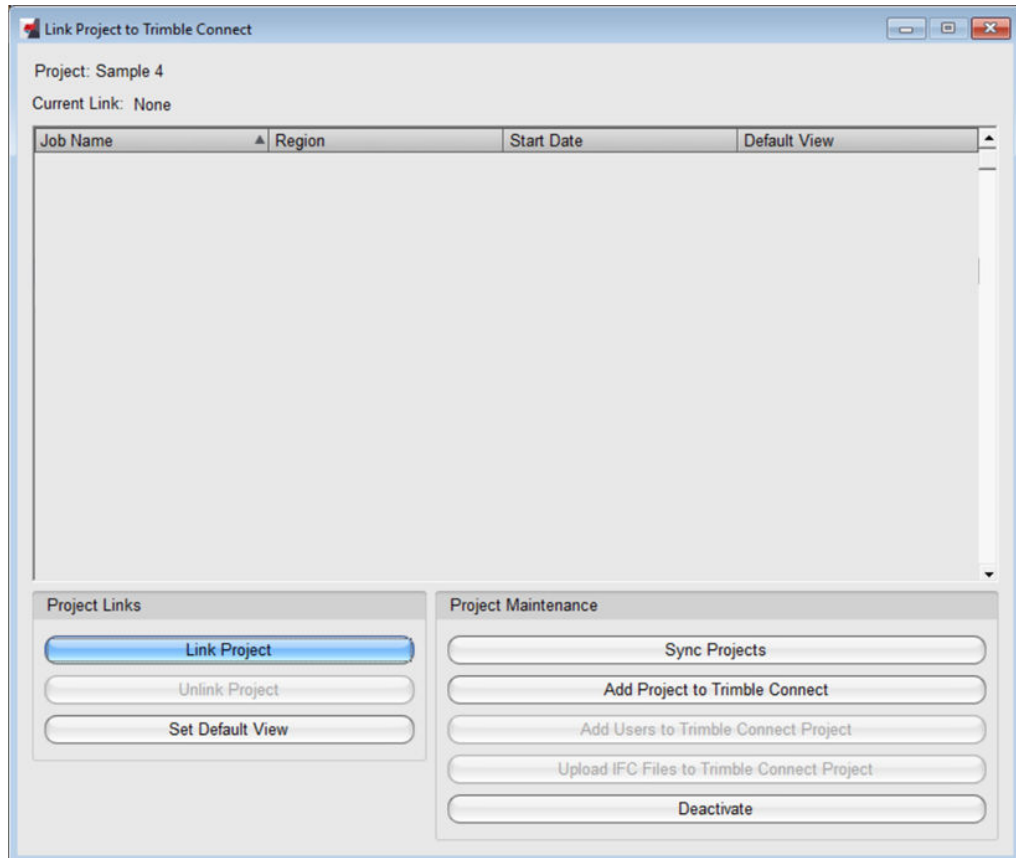 Link Project to Trimble Connect
Project: Sample 4
Current Link: None
Job Name Region Start Date Default View
Project Links
Link Project
Unlink Project
Set Default View
Project Maintenance
Sync Projects
Add Project to Trimble Connect
Add Users to Trimble Connect Project
Upload IFC Files to Trimble Connect Project
Deactivate